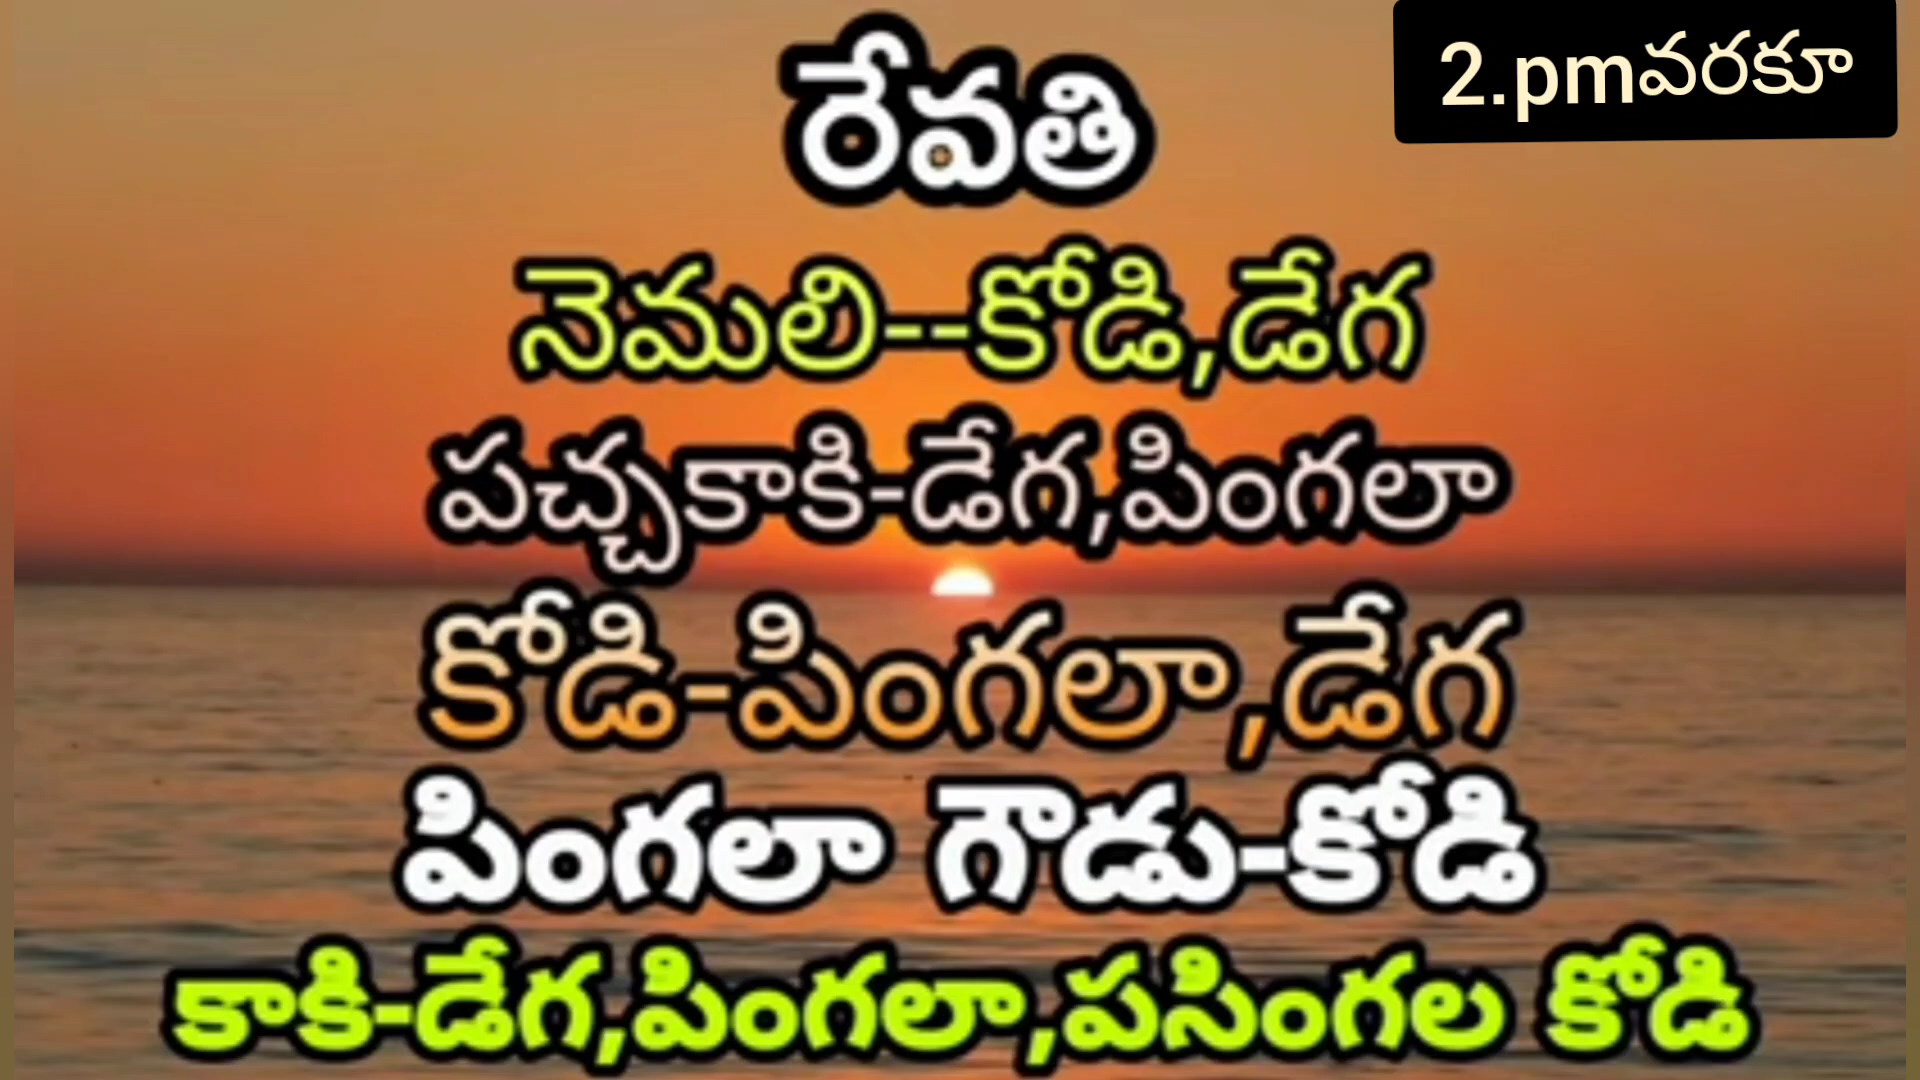 2.pmవరకూ
రేవతి
నెమలి--కోడి,డేగ
పచ్చకాకి-డేగ,పింగలా
కోడి-పింగలా,డేగ
పింగలా గౌడు-కోడి
కాకి-డేగ,పింగలా,పసింగల కోడి